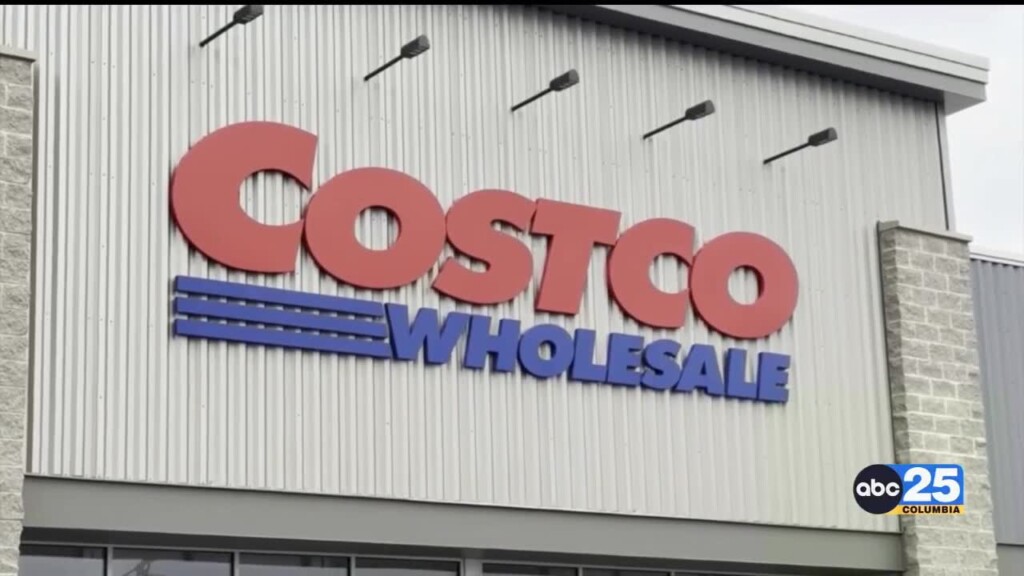 COSTCO
WHOLESALE
abc 25
COLUMBIA